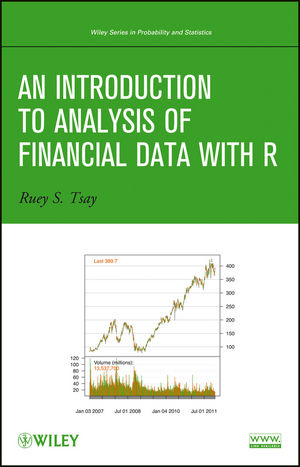 Wiley Series in Probability and Statistics
AN INTRODUCTION
TO ANALYSIS OF
FINANCIAL DATA WITH R
Ruey S. Tsay
Last 389.7
400
350
300
250
200
150
100
Volume (millions):
13,537,700
120
100
80
60
40
20
Jan 03 2007 Jul 01 2008 Jan 04 2010 Jul 01 2011
WILEY
WWW.